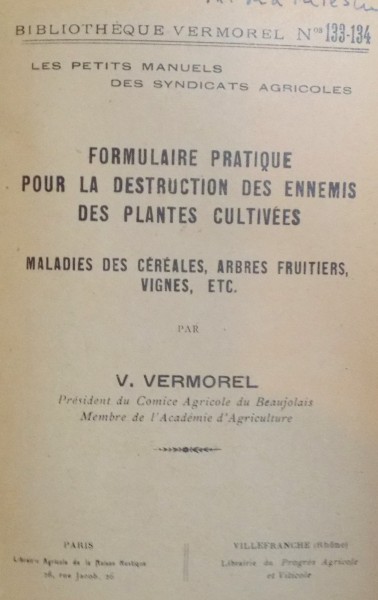 BIBLIOTHÈQUE VERMOREL Nos 133-134
LES PETITS MANUELS
DES SYNDICATS AGRICOLES
FORMULAIRE PRATIQUE
POUR LA DESTRUCTION DES ENNEMIS
DES PLANTES CULTIVÉES
MALADIES DES CÉRÉALES, ARBRES FRUITIERS,
VIGNES, ETC.
PAR
V. VERMOREL
Président du Comice Agricole du Beaujolais
Membre de l'Académie d'Agriculture
PARIS
Librairie Agricole de la Maison Rustique
26, rue Jacob, 26
VILLEFRANCHE (Rhône)
Librairie du Progrès Agricole
et Viticole